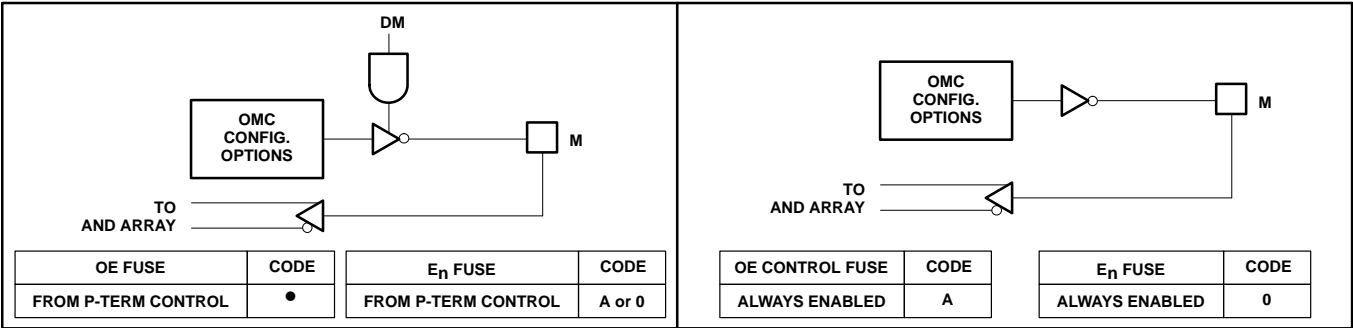 DM
OMC
CONFIG.
OPTIONS
M
TO
AND ARRAY
OE FUSE CODE
FROM P-TERM CONTROL •
En FUSE CODE
FROM P-TERM CONTROL A or 0
OMC
CONFIG.
OPTIONS
M
TO
AND ARRAY
OE CONTROL FUSE CODE
ALWAYS ENABLED A
En FUSE CODE
ALWAYS ENABLED 0